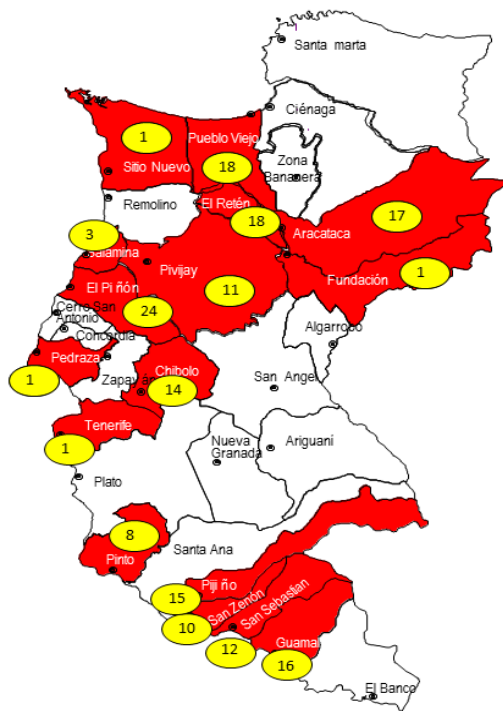 Santa marta
Ciénaga
1
Pueblo Viejo
Zona
Bananera
Sitio Nuevo
18
Remolino
El Retén
17
3
18
Aracataca
Salamina
Pivijay
Fundación
1
El Pi ñón
11
Cerro San
Antonio
24
Algarrobo
Concordia
Pedraza
Chibolo
1
Zapayán
14
San Angel
Tenerife
1
Nueva
Granada
Ariguaní
Plato
8
Santa Ana
Pinto
Piji ño
15
San Zenón
San Sebastian
10
12
Guamal
16
El Banco